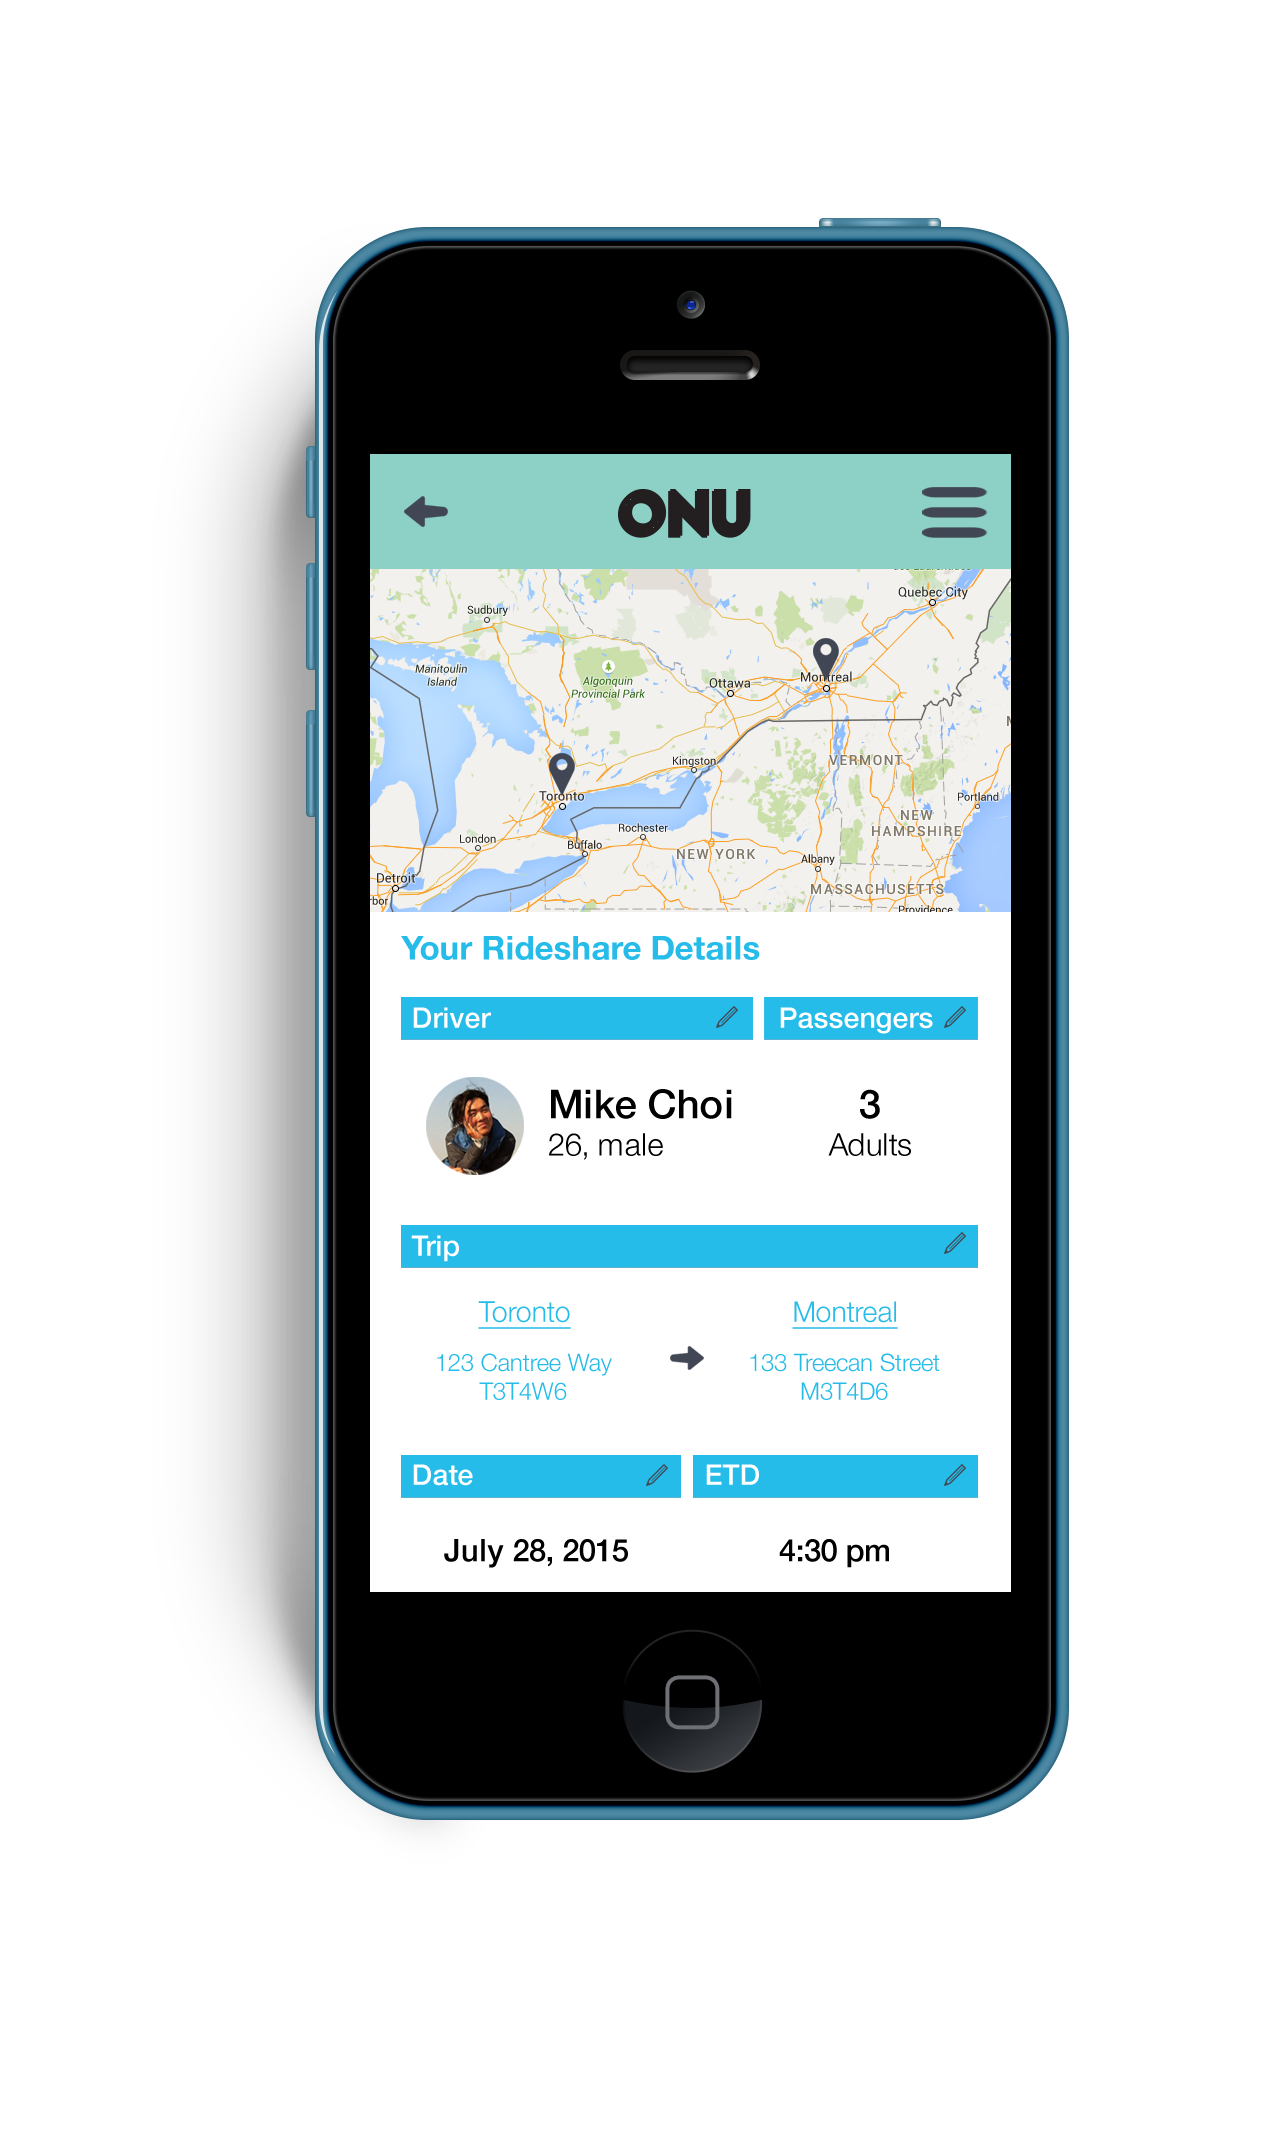 ONU
Quebec City
Sudbury
Manitoulin
Island
Algonquin
Provincial Park
Ottawa
Montreal
Kingston
VERMONT
Toronto
Portland
NEW
HAMPSHIRE
London
Rochester
Buffalo
NEW YORK
Albany
Detroit
MASSACHUSETTS
rbor
Providence
Your Rideshare Details
Driver
Passengers
Mike Choi
26, male
3
Adults
Trip
Toronto
123 Cantree Way
T3T4W6
Montreal
133 Treecan Street
M3T4D6
Date
ETD
July 28, 2015
4:30 pm